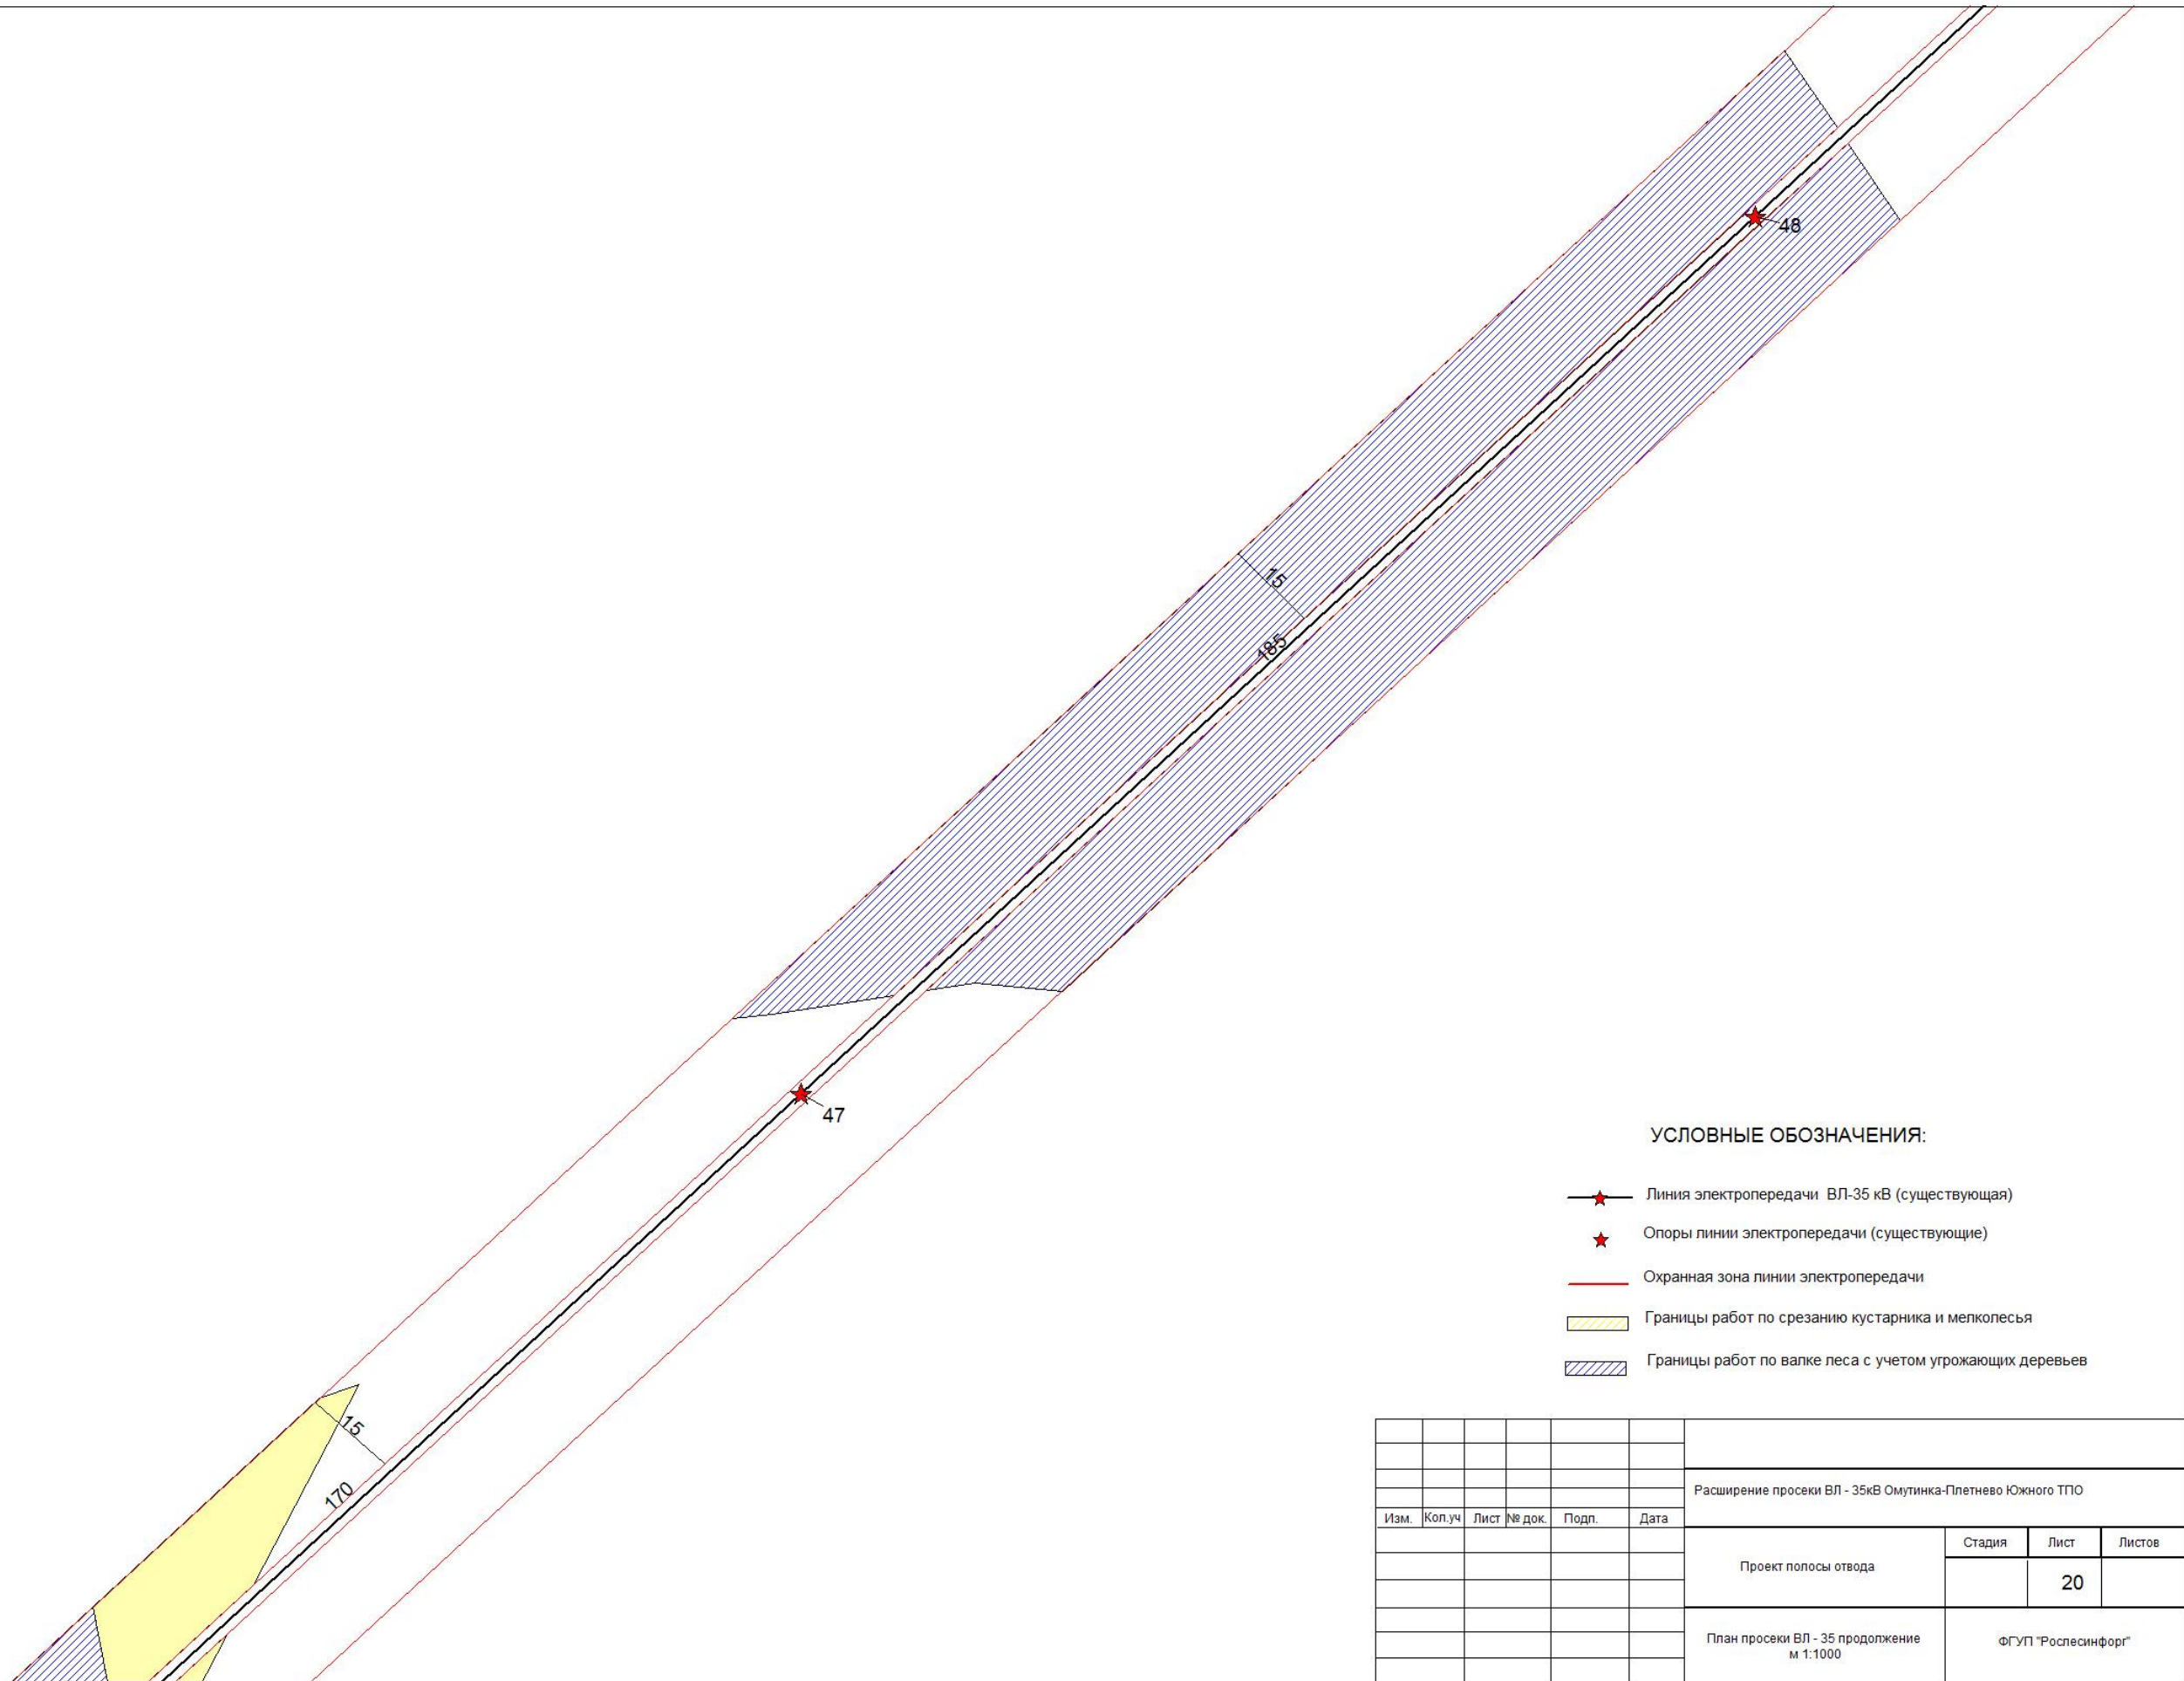 48
15
185
47
15
170
УСЛОВНЫЕ ОБОЗНАЧЕНИЯ:
Линия электропередачи ВЛ-35 кВ (существующая)
Опоры линии электропередачи (существующие)
Охранная зона линии электропередачи
Границы работ по срезанию кустарника и мелколесья
Границы работ по валке леса с учетом угрожающих деревьев
Расширение просеки ВЛ - 35кВ Омутинка-Плетнево Южного ТПО
Изм. Кол.уч Лист № док. Подп. Дата
Проект полосы отвода
Стадия Лист Листов
20
План просеки ВЛ - 35 продолжение
м 1:1000
ФГУП "Рослесинфорг"